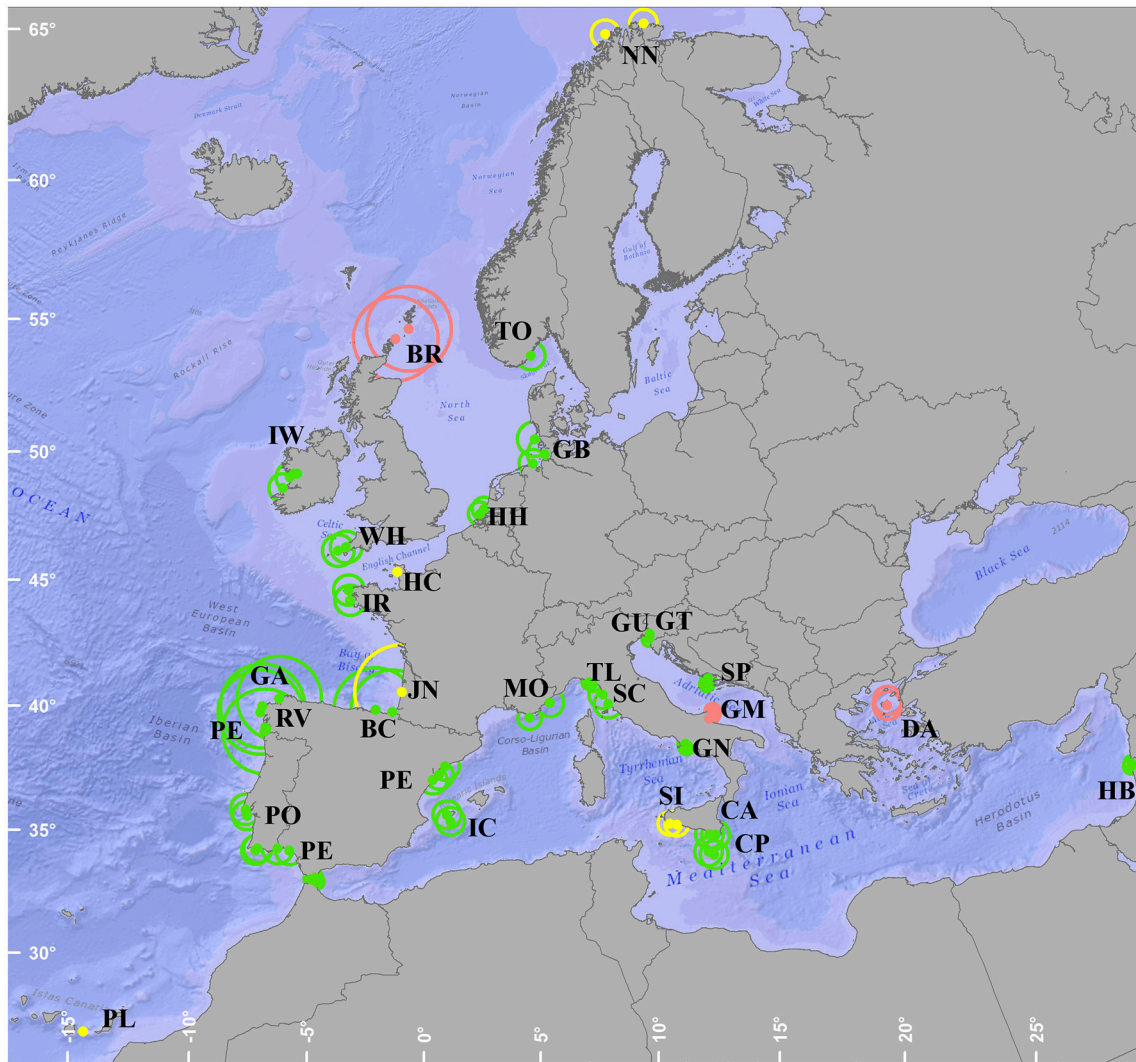 65°
NN
White Sea
Denmark Strait
Norwegian
Basin
Norwegian
Sea
60°
Reykjanes Ridge
Gulf of
Bothnia
55°
TO
BR
Rockall Rise
Baltic
Sea
North
Sea
IW
50°
GB
OCEAN
HH
Celtic
WH
English Channel
2114
Black Sea
45°
HC
IR
West
European
Basin
GU
GT
Bay of
Biscay
GA
JN
TL
SP
MO
SC
Adriatic
40°
RV
PE
BC
GM
DA
Iberian
Basin
Corso-Ligurian
Basin
GN
Tyrrhenian
Sea
PE
HB
SI
Ionian
Sea
CA
Herodotus
Basin
PO
IC
35°
CP
PE
Mediterranean
Sea
30°
Islas Canarias
PL
-15°
-10°
-5°
0°
5°
10°
15°
20°
25°